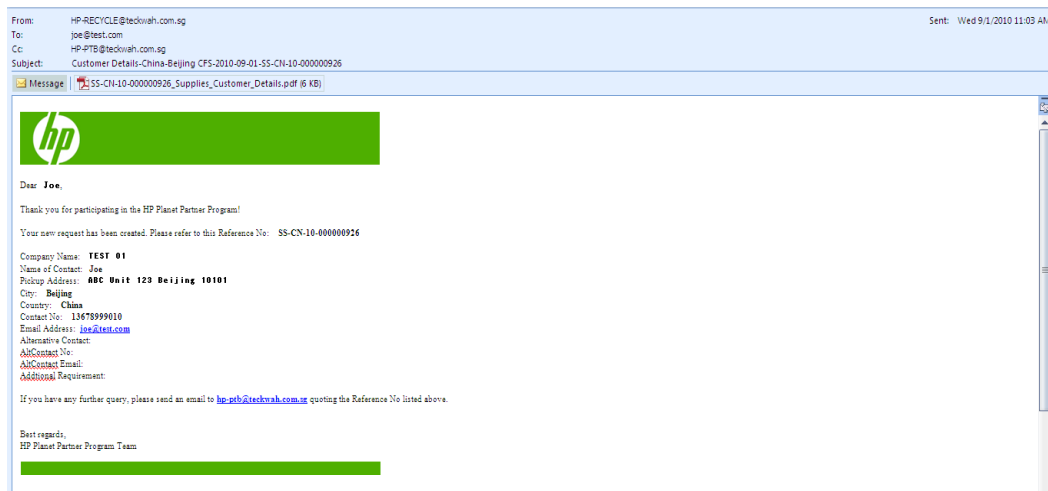 From: HP-RECYCLE@teckwah.com.sg Sent: Wed 9/1/2010 11:03 AM
To: joe@test.com
Cc: HP-PTB@teckwah.com.sg
Subject: Customer Details-China-Beijing CFS-2010-09-01-SS-CN-10-000000926
Message SS-CN-10-000000926_Supplies_Customer_Details.pdf (6 KB)
hp
Dear Joe,
Thank you for participating in the HP Planet Partner Program!
Your new request has been created. Please refer to this Reference No: SS-CN-10-000000926
Company Name: TEST 01
Name of Contact: Joe
Pickup Address: ABC Unit 123 Beijing 10101
City: Beijing
Country: China
Contact No: 13678999010
Email Address: joe@test.com
Alternative Contact:
AltContact No:
AltContact Email:
Addtional Requirement:
If you have any further query, please send an email to hp-ptb@teckwah.com.sg quoting the Reference No listed above.
Best regards,
HP Planet Partner Program Team